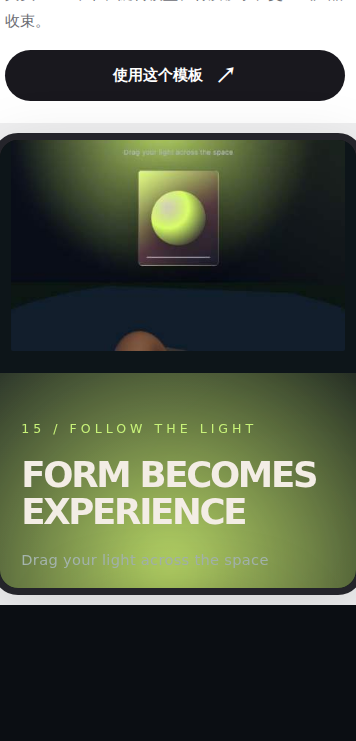 收束。
使用这个模板 ↗
Drag your light across the space
15 / FOLLOW THE LIGHT
FORM BECOMES
EXPERIENCE
Drag your light across the space